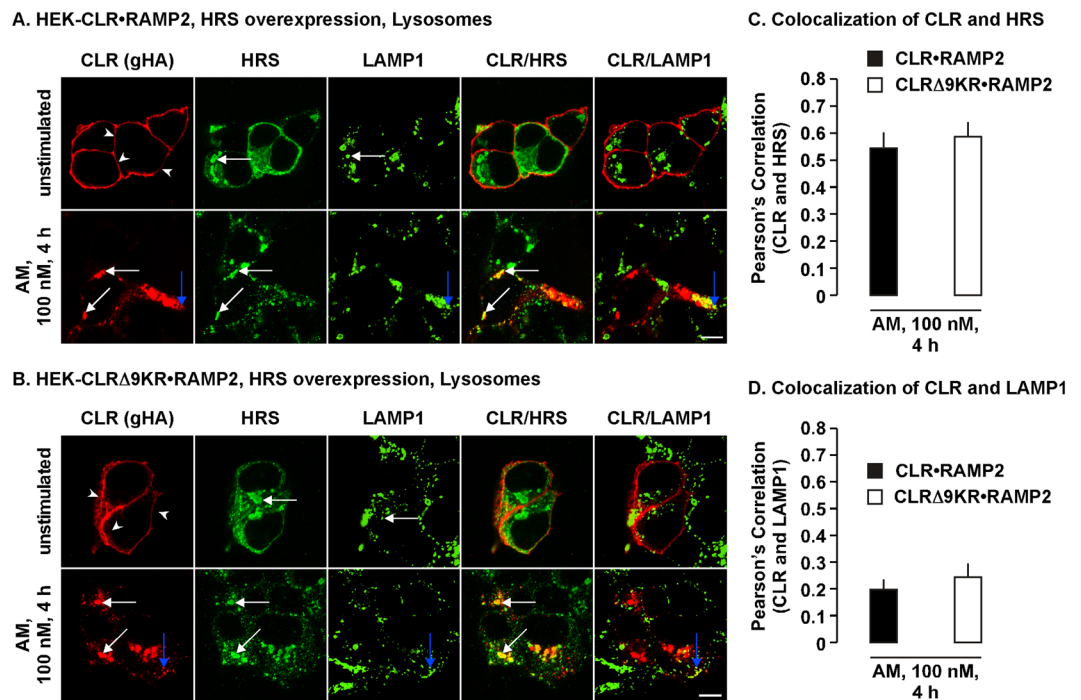 A. HEK-CLR•RAMP2, HRS overexpression, Lysosomes
CLR (gHA) HRS LAMP1 CLR/HRS CLR/LAMP1
unstimulated
AM,
100 nM, 4 h
B. HEK-CLRΔ9KR•RAMP2, HRS overexpression, Lysosomes
CLR (gHA) HRS LAMP1 CLR/HRS CLR/LAMP1
unstimulated
AM,
100 nM, 4 h
C. Colocalization of CLR and HRS
CLR•RAMP2
CLRΔ9KR•RAMP2
Pearson's Correlation
(CLR and HRS)
0.8
0.7
0.6
0.5
0.4
0.3
0.2
0.1
0
AM, 100 nM,
4 h
D. Colocalization of CLR and LAMP1
CLR•RAMP2
CLRΔ9KR•RAMP2
Pearson's Correlation
(CLR and LAMP1)
0.8
0.7
0.6
0.5
0.4
0.3
0.2
0.1
0
AM, 100 nM,
4 h